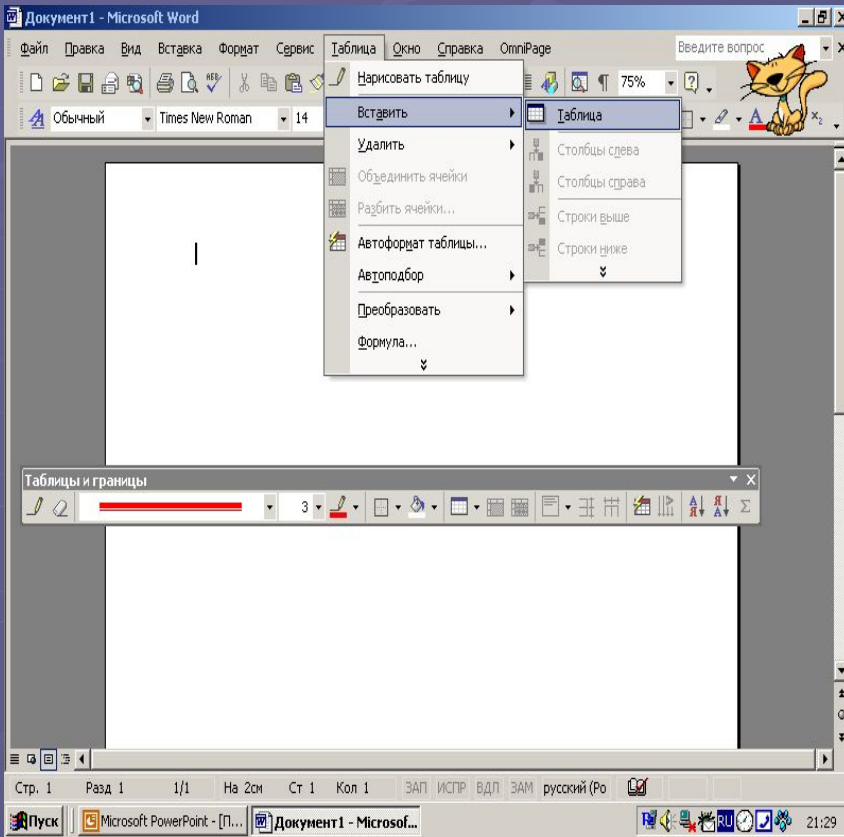 Документ1 - Microsoft Word
Файл Правка Вид Вставка Формат Сервис Таблица Окно Справка OmniPage Введите вопрос
Нарисовать таблицу 75%
Обычный Times New Roman 14 Вставить Таблица
Удалить Столбцы слева
Объединить ячейки Столбцы справа
Разбить ячейки... Строки выше
Автоформат таблицы... Строки ниже
Автоподбор
Преобразовать
Формула...
Таблицы и границы
3
Стр. 1 Разд 1 1/1 На 2см Ст 1 Кол 1 ЗАП ИСПР ВДЛ ЗАМ русский (Ро
Пуск Microsoft PowerPoint - [П... Документ1 - Microsof... RU 21:29